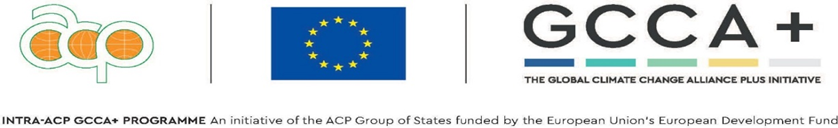 acp
GCCA+
THE GLOBAL CLIMATE CHANGE ALLIANCE PLUS INITIATIVE
INTRA-ACP GCCA+ PROGRAMME An initiative of the ACP Group of States funded by the European Union's European Development Fund